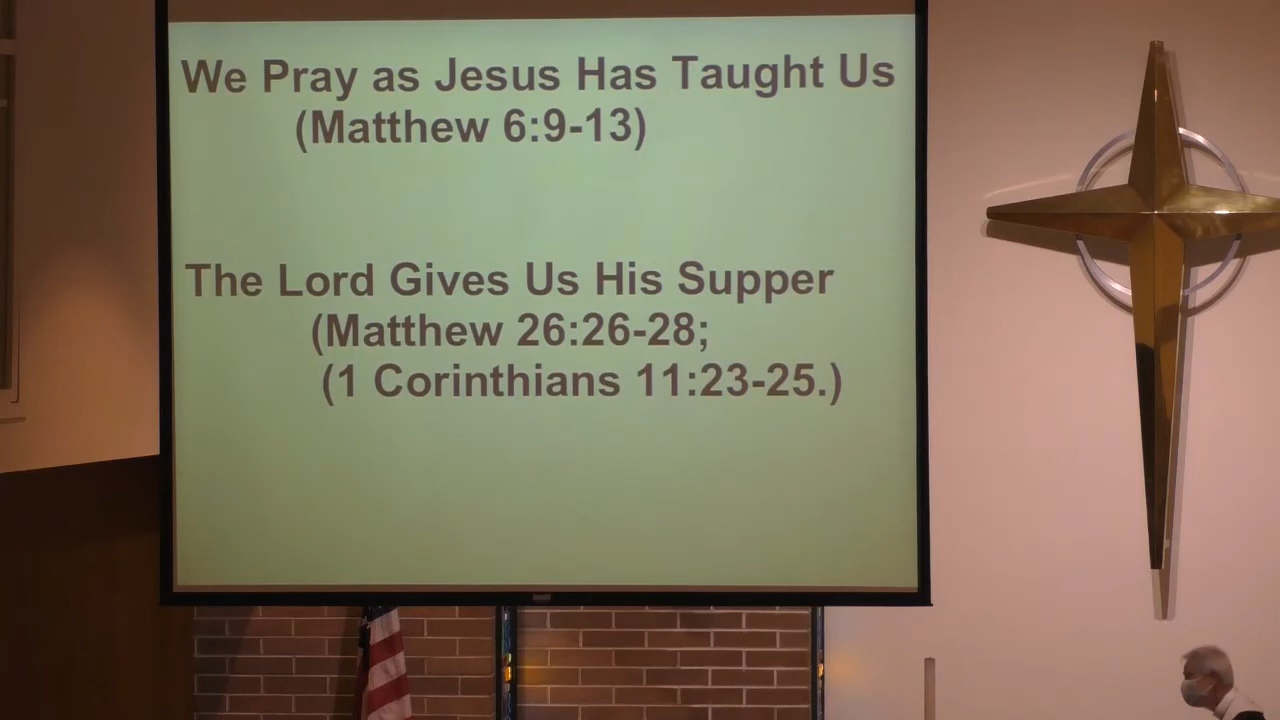 We Pray as Jesus Has Taught Us
(Matthew 6:9-13)
The Lord Gives Us His Supper
(Matthew 26:26-28;
(1 Corinthians 11:23-25.)